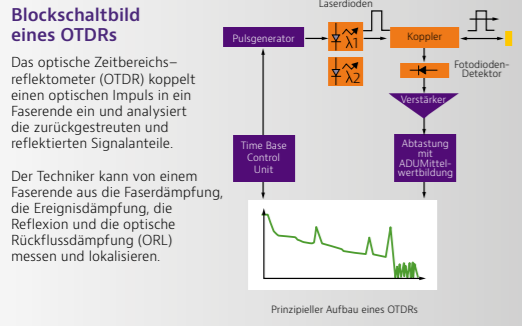 Blockschaltbild
eines OTDRs
Das optische Zeitbereichs–
reflektometer (OTDR) koppelt
einen optischen Impuls in ein
Faserende ein und analysiert
die zurückgestreuten und
reflektierten Signalanteile.
Der Techniker kann von einem
Faserende aus die Faserdämpfung,
die Ereignisdämpfung, die
Reflexion und die optische
Rückflussdämpfung (ORL)
messen und lokalisieren.
Laserdioden
Pulsgenerator
λ1
Koppler
λ2
Fotodioden-
Detektor
Verstärker
Time Base
Control
Unit
Abtastung
mit
ADUMittel-
wertbildung
Prinzipieller Aufbau eines OTDRs